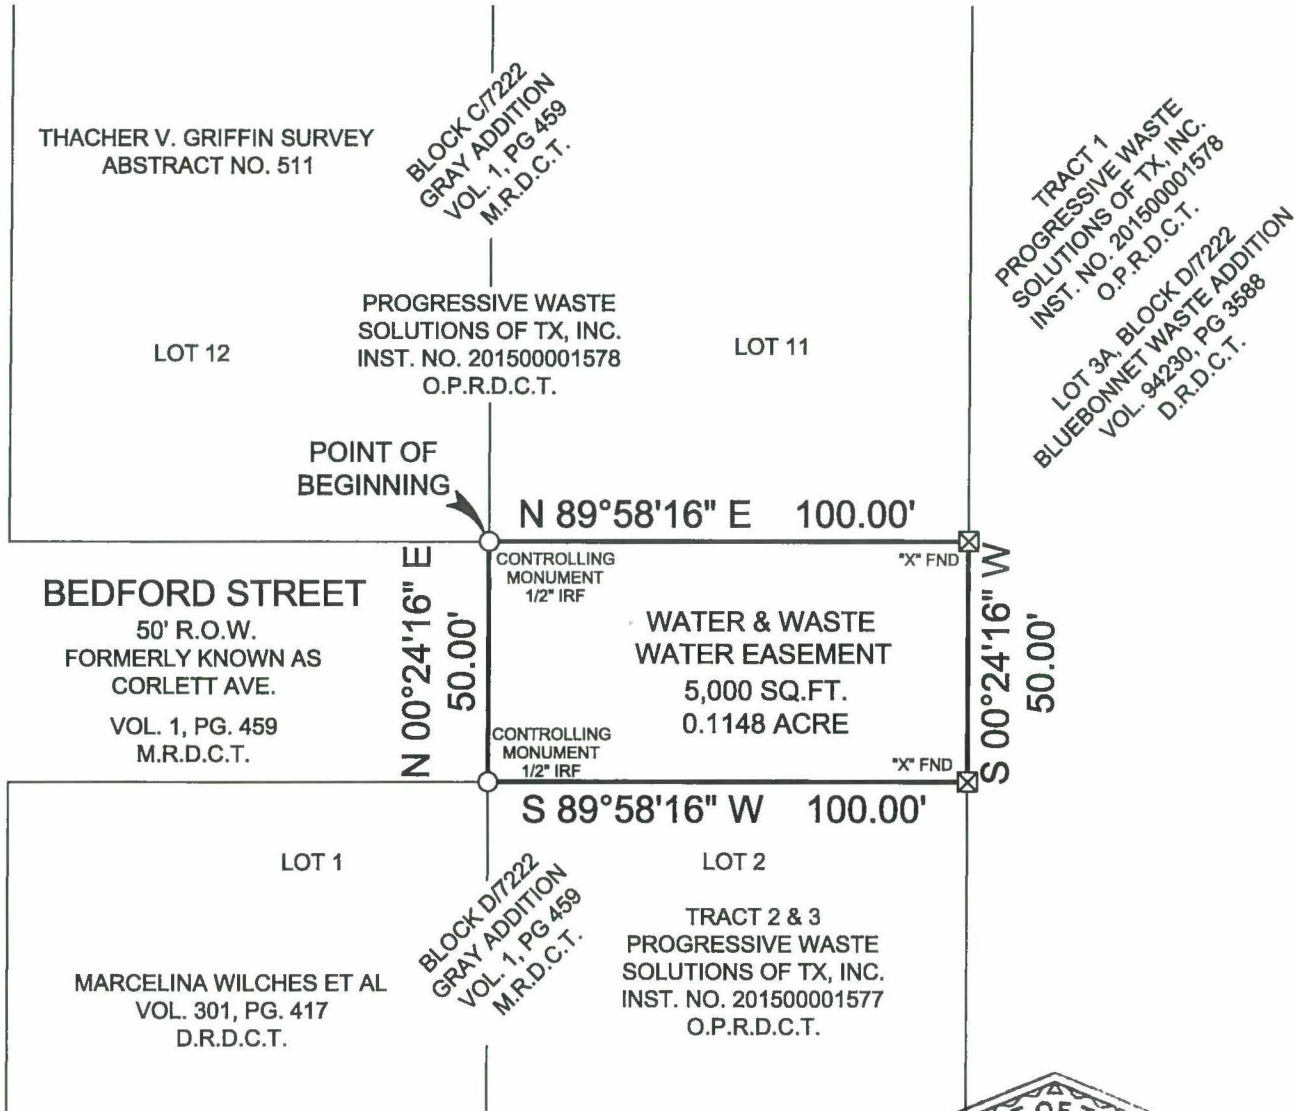 THACHER V. GRIFFIN SURVEY
ABSTRACT NO. 511
BLOCK C/7222
GRAY ADDITION
VOL. 1, PG 459
M.R.D.C.T.
TRACT 1
PROGRESSIVE WASTE
SOLUTIONS OF TX, INC.
INST. NO. 201500001578
O.P.R.D.C.T.
LOT 3A, BLOCK D/7222
BLUEBONNET WASTE ADDITION
VOL. 94230, PG 3588
D.R.D.C.T.
LOT 12
PROGRESSIVE WASTE
SOLUTIONS OF TX, INC.
INST. NO. 201500001578
O.P.R.D.C.T.
LOT 11
POINT OF
BEGINNING
N 89°58'16" E 100.00'
CONTROLLING
MONUMENT
1/2" IRF
"X" FND
BEDFORD STREET
50' R.O.W.
FORMERLY KNOWN AS
CORLETT AVE.
VOL. 1, PG. 459
M.R.D.C.T.
N 00°24'16" E
50.00'
WATER & WASTE
WATER EASEMENT
5,000 SQ.FT.
0.1148 ACRE
S 00°24'16" W
50.00'
CONTROLLING
MONUMENT
1/2" IRF
"X" FND
S 89°58'16" W 100.00'
LOT 1
BLOCK D/7222
GRAY ADDITION
VOL. 1, PG 459
M.R.D.C.T.
LOT 2
MARCELINA WILCHES ET AL
VOL. 301, PG. 417
D.R.D.C.T.
TRACT 2 & 3
PROGRESSIVE WASTE
SOLUTIONS OF TX, INC.
INST. NO. 201500001577
O.P.R.D.C.T.
OF